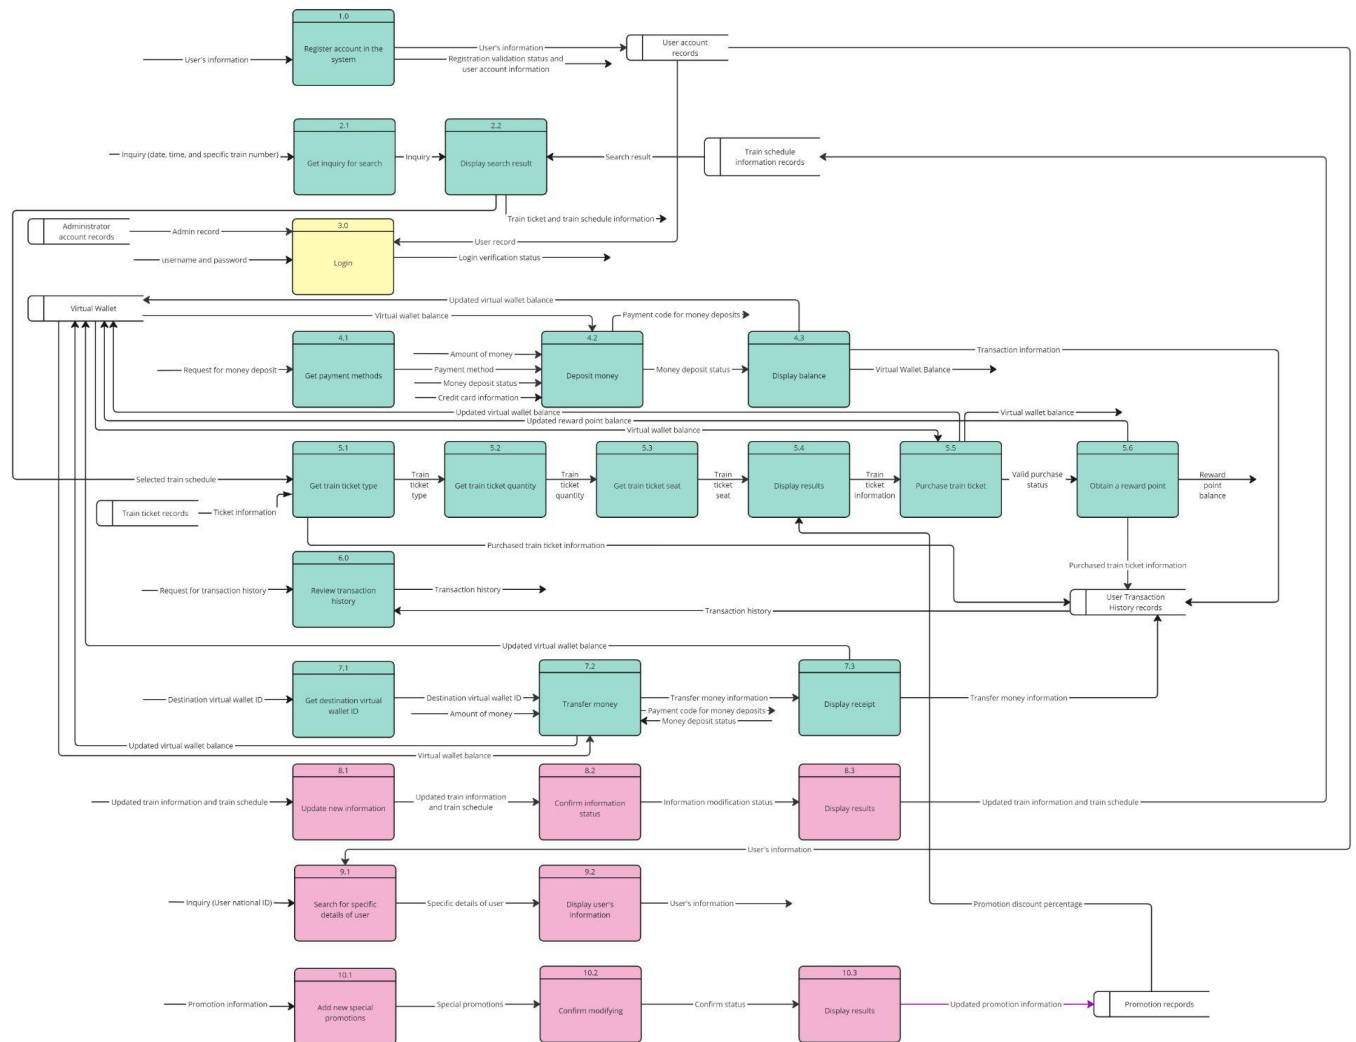 1.0
Register account in the
system
User's information
User's information
Registration validation status and
user account information
User account
records
2.1
Get inquiry for search
Inquiry (date, time, and specific train number)
Inquiry
2.2
Display search result
Search result
Train schedule
information records
Train ticket and train schedule information
Administrator
account records
Admin record
3.0
Login
User record
username and password
Login verification status
Virtual Wallet
Updated virtual wallet balance
Virtual wallet balance
Payment code for money deposits
4.1
Get payment methods
Request for money deposit
Amount of money
Payment method
Money deposit status
Credit card information
4.2
Deposit money
Money deposit status
4.3
Display balance
Transaction information
Virtual Wallet Balance
Updated virtual wallet balance
Virtual wallet balance
Updated reward point balance
Virtual wallet balance
Selected train schedule
Train ticket records
Ticket information
5.1
Get train ticket type
Train
ticket
type
5.2
Get train ticket quantity
Train
ticket
quantity
5.3
Get train ticket seat
Train
ticket
seat
5.4
Display results
Train
ticket
information
5.5
Purchase train ticket
Valid purchase
status
5.6
Obtain a reward point
Reward
point
balance
Purchased train ticket information
Purchased train ticket information
6.0
Review transaction
history
Request for transaction history
Transaction history
Transaction history
User Transaction
History records
Updated virtual wallet balance
7.1
Get destination virtual
wallet ID
Destination virtual wallet ID
Destination virtual wallet ID
Amount of money
7.2
Transfer money
Transfer money information
Payment code for money deposits
Money deposit status
7.3
Display receipt
Transfer money information
Updated virtual wallet balance
Virtual wallet balance
8.1
Update new information
Updated train information and train schedule
Updated train information
and train schedule
8.2
Confirm information
status
Information modification status
8.3
Display results
Updated train information and train schedule
User's information
9.1
Search for specific
details of user
Inquiry (User national ID)
Specific details of user
9.2
Display user's
information
User's information
Promotion discount percentage
10.1
Add new special
promotions
Promotion information
Special promotions
10.2
Confirm modifying
Confirm status
10.3
Display results
Updated promotion information
Promotion recpords